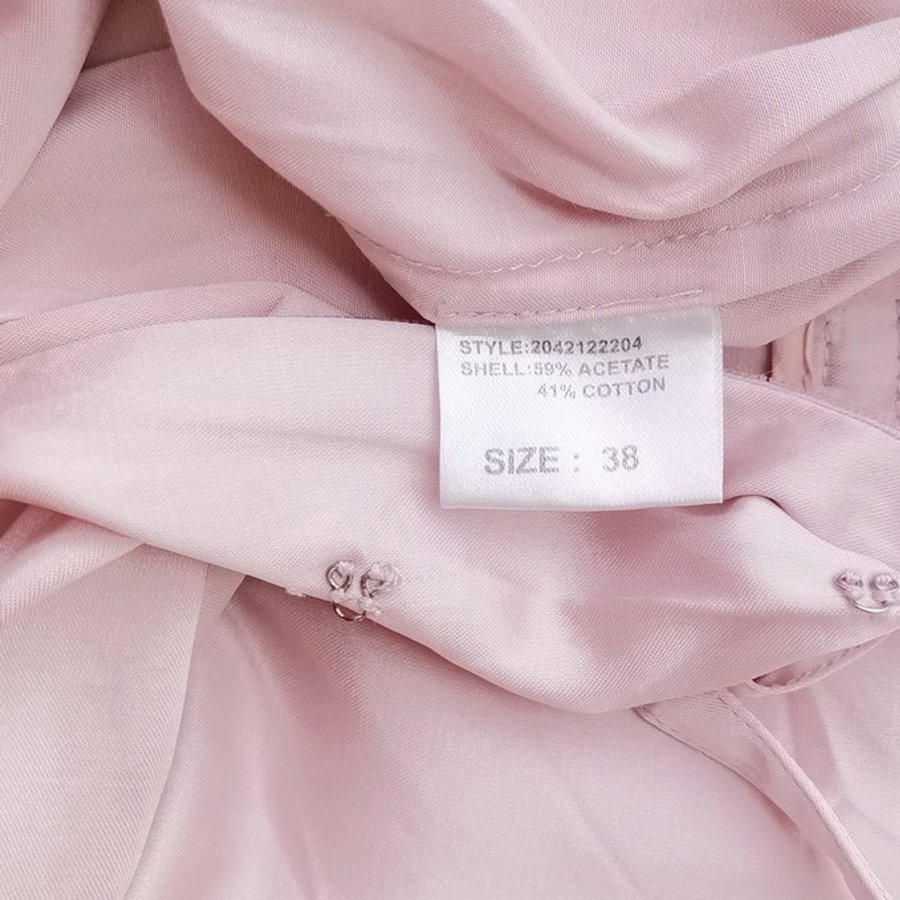 STYLE:2042122204
SHELL:59% ACETATE
41% COTTON
SIZE : 38